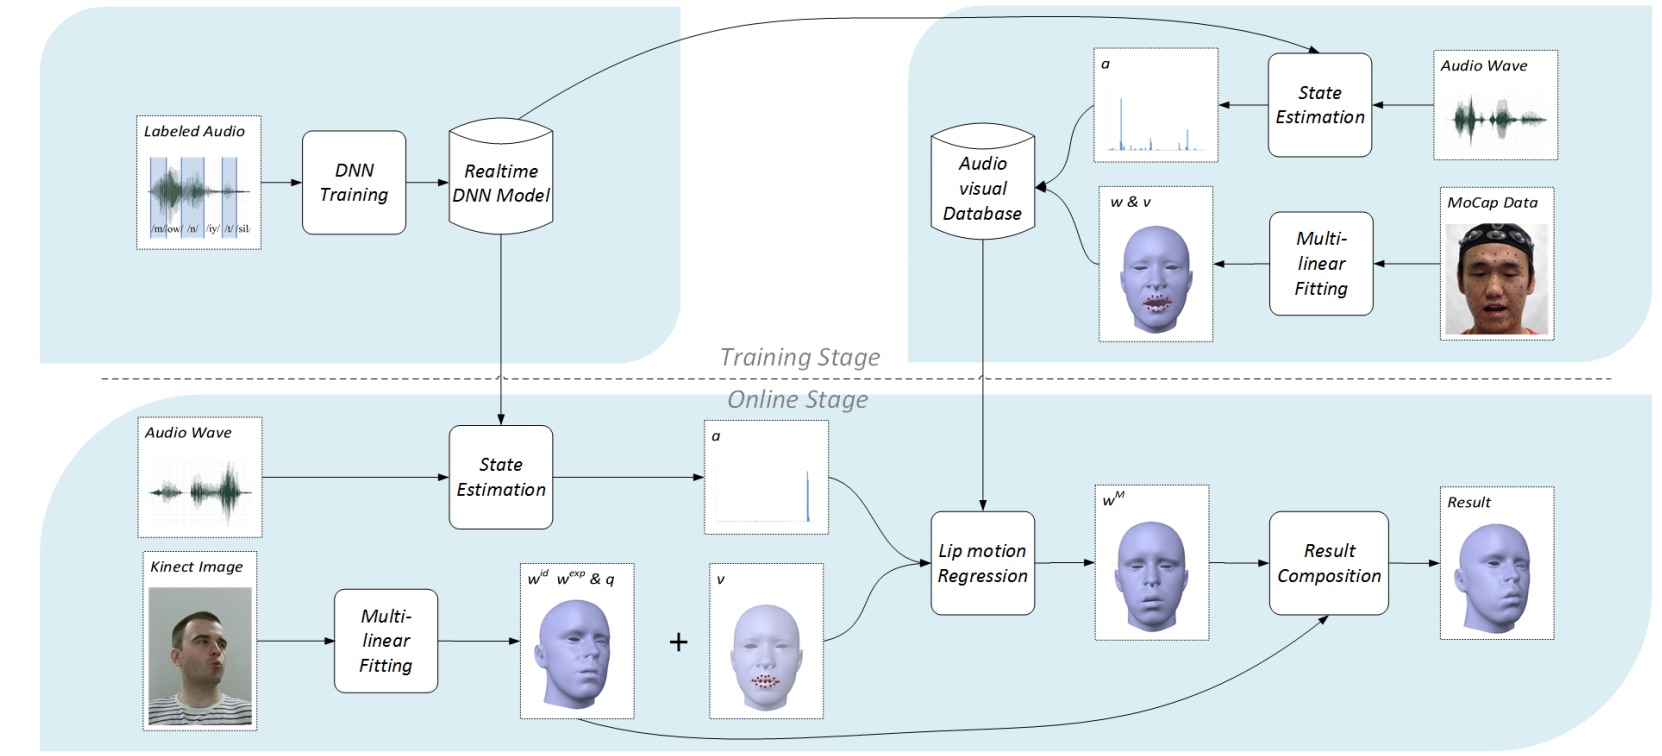 Labeled Audio
/m/ /ow/ /n/ /iy/ /t/ /sil/
DNN
Training
Realtime
DNN Model
Audio
visual
Database
a
State
Estimation
Audio Wave
w & v
Multi-
linear
Fitting
MoCap Data
Training Stage
Online Stage
Audio Wave
State
Estimation
a
Kinect Image
Multi-
linear
Fitting
w^id w^exp & q
+
v
Lip motion
Regression
w^M
Result
Composition
Result